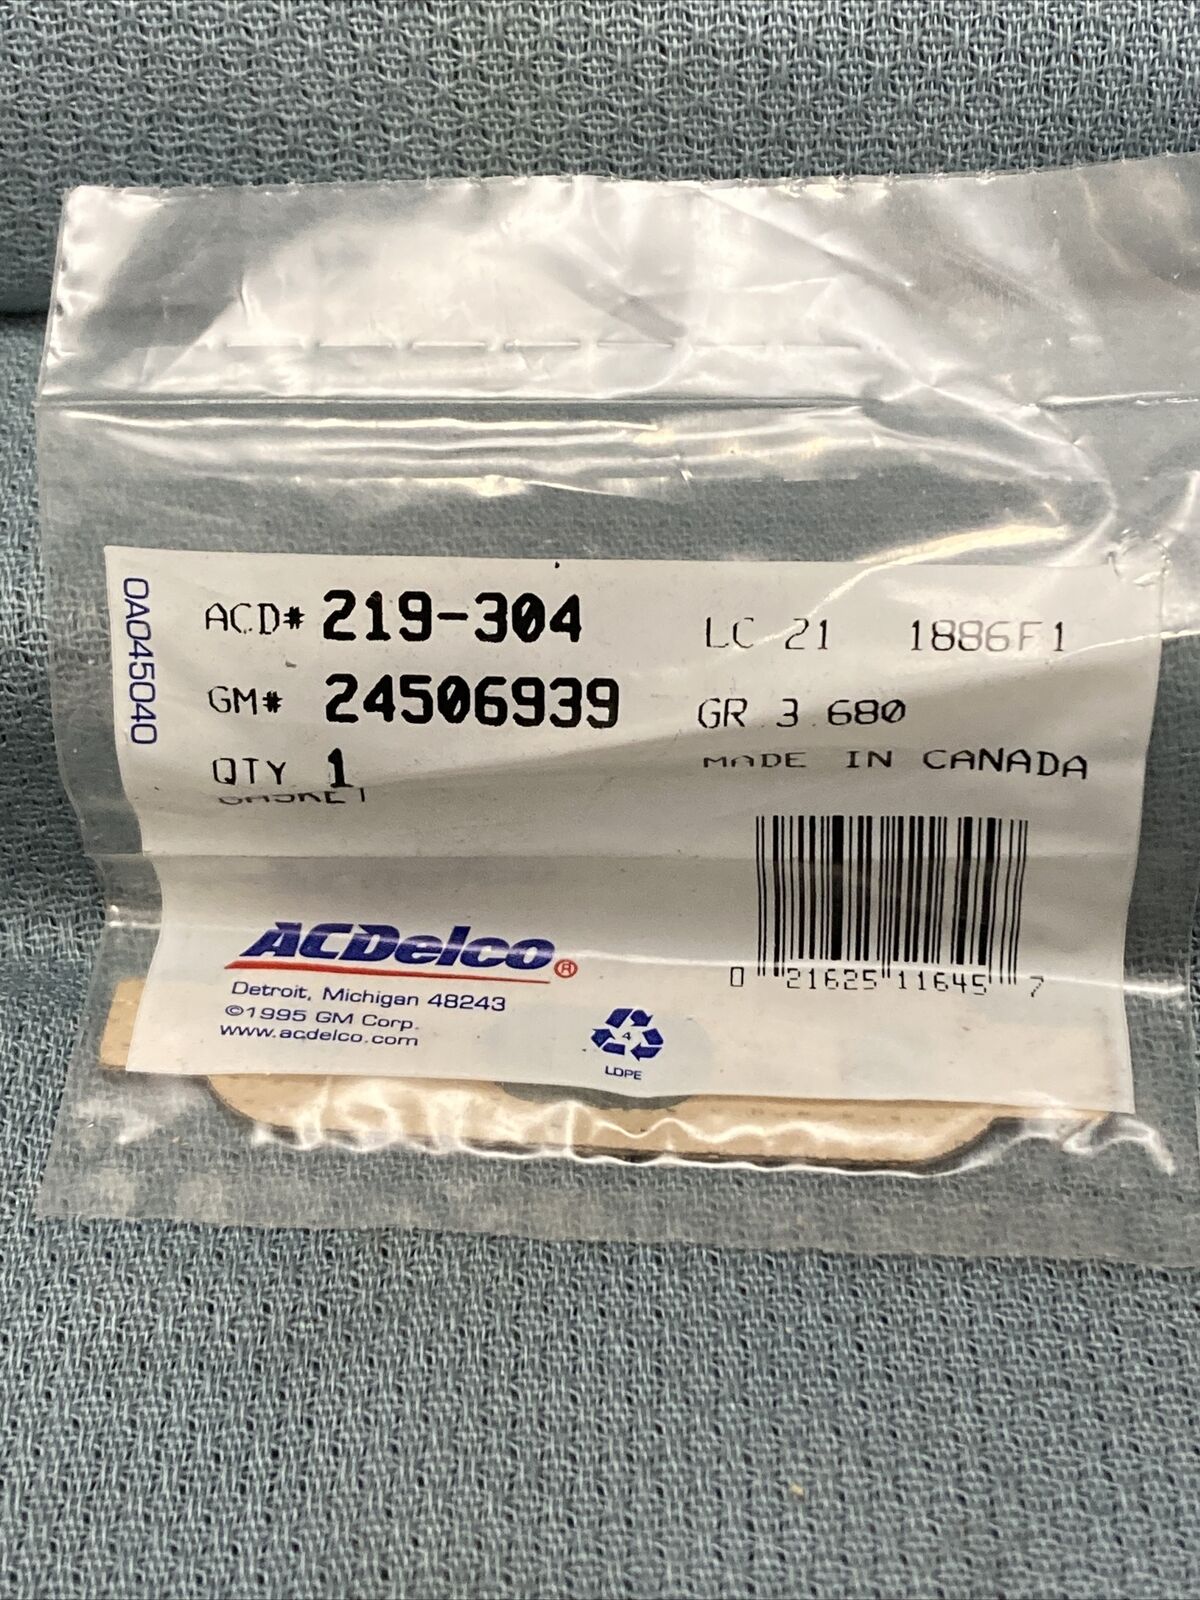 0A045040
ACD# 219-304
LC 21 1886F1
GM# 24506939
GR 3.680
QTY 1
MADE IN CANADA
GASKET
ACDelco®
Detroit, Michigan 48243
©1995 GM Corp.
www.acdelco.com
4
LDPE
0 21625 11645 7